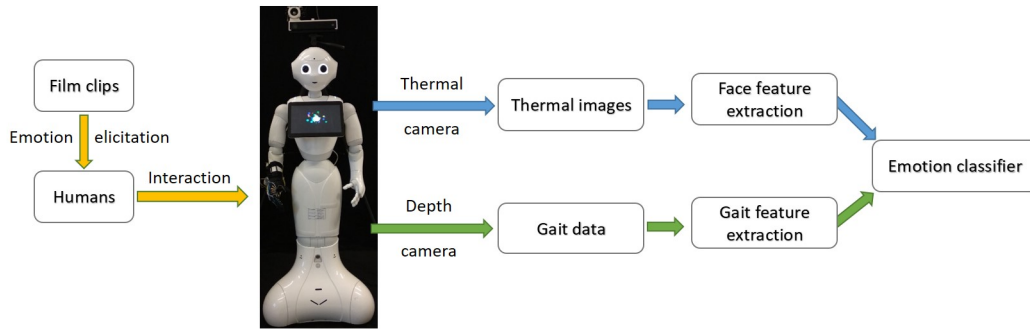 Film clips
Emotion elicitation
Humans
Interaction
Thermal
camera
Thermal images
Face feature
extraction
Depth
camera
Gait data
Gait feature
extraction
Emotion classifier